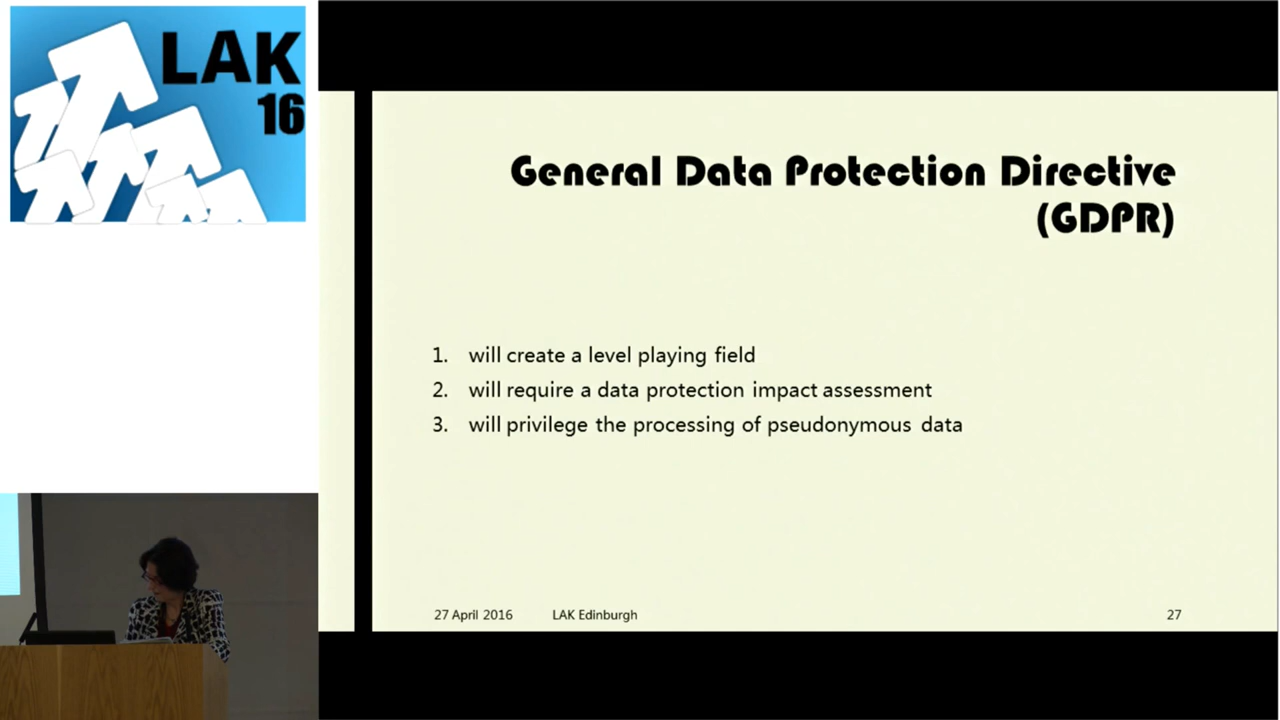 LAK
16
General Data Protection Directive
(GDPR)
1. will create a level playing field
2. will require a data protection impact assessment
3. will privilege the processing of pseudonymous data
27 April 2016 LAK Edinburgh 27